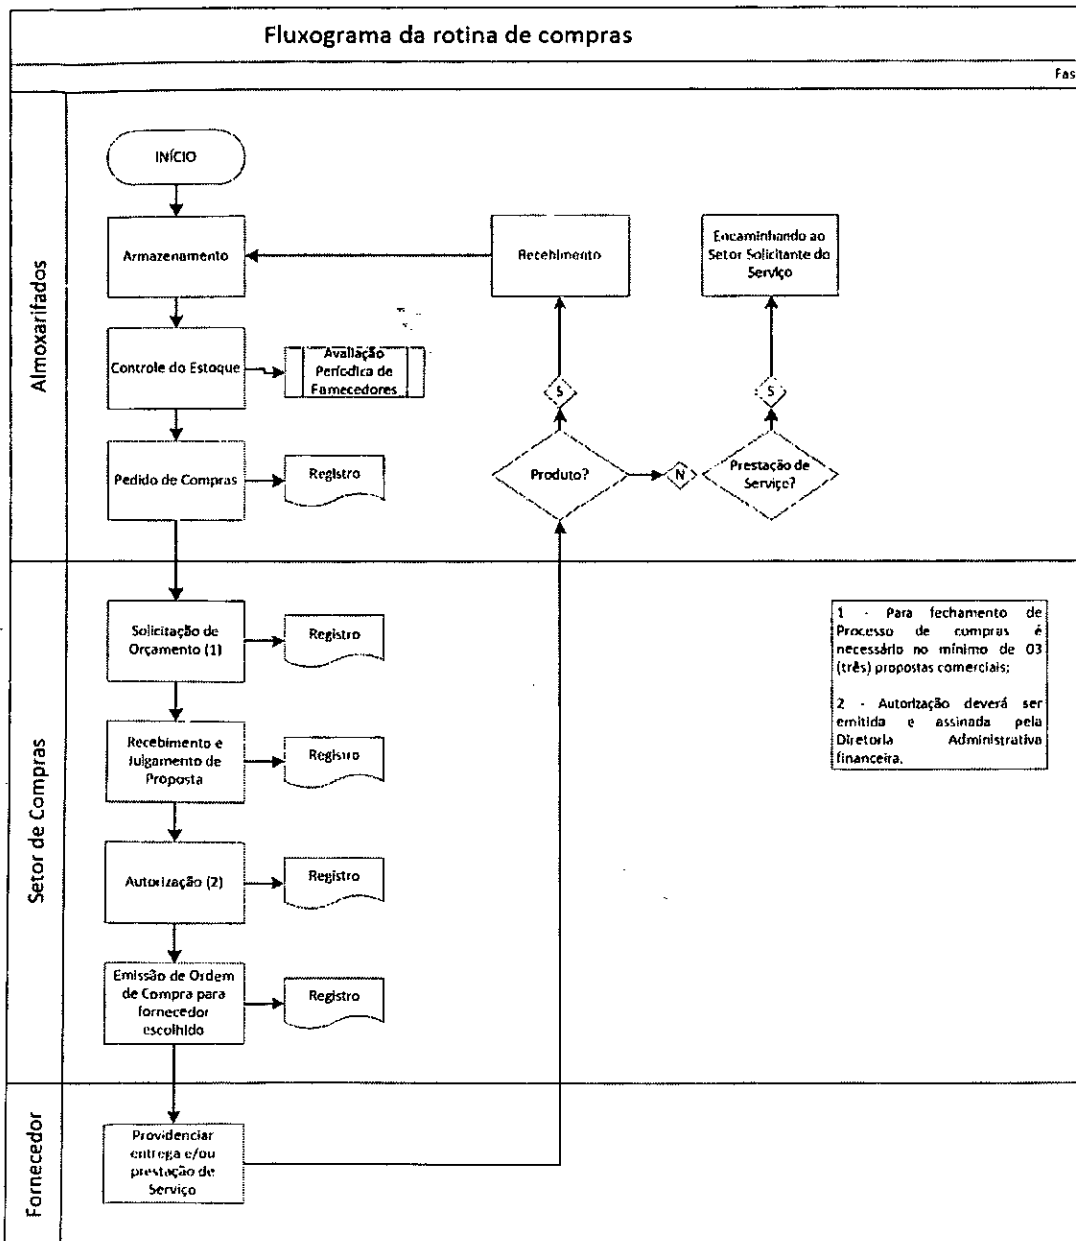 Fluxograma da rotina de compras
Fas
Almoxarifados
INÍCIO
Armazenamento
Recebimento
Encaminhando ao
Setor Solicitante do
Serviço
Controle do Estoque
Avaliação
Periódica de
Fornecedores
S
S
Pedido de Compras
Registro
Produto?
N
Prestação de
Serviço?
Setor de Compras
Solicitação de
Orçamento (1)
Registro
1 - Para fechamento de
Processo de compras é
necessário no mínimo de 03
(três) propostas comerciais;
2 - Autorização deverá ser
emitida e assinada pela
Diretoria Administrativa
financeira.
Recebimento e
Julgamento de
Proposta
Registro
Autorização (2)
Registro
Emissão de Ordem
de Compra para
fornecedor
escolhido
Registro
Fornecedor
Providenciar
entrega e/ou
prestação de
Serviço